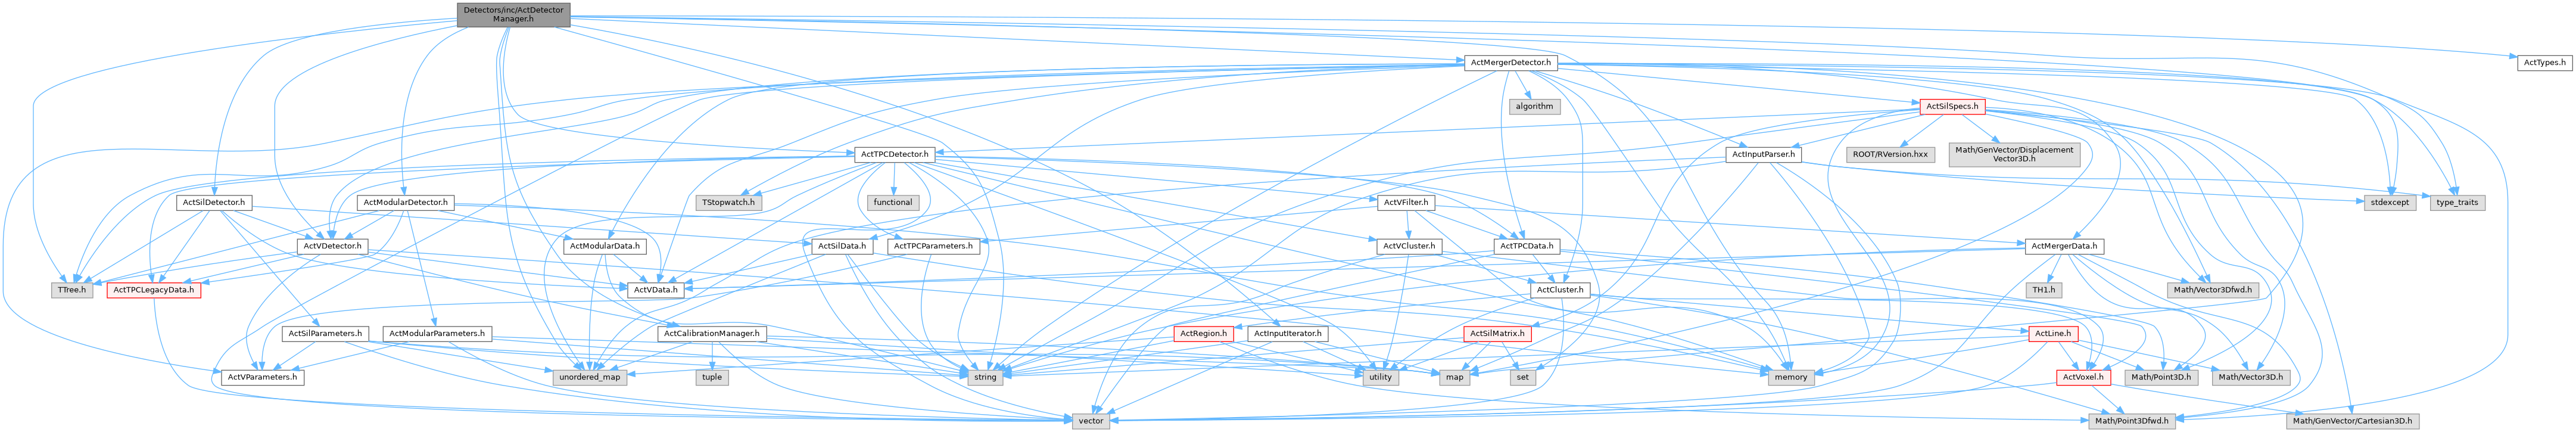 Detectors/inc/ActDetector
Manager.h
ActMergerDetector.h
ActTypes.h
algorithm
ActSilSpecs.h
ActTPCDetector.h
ActInputParser.h
ROOT/RVersion.hxx
Math/GenVector/Displacement
Vector3D.h
ActSilDetector.h
ActModularDetector.h
TStopwatch.h
functional
ActVFilter.h
stdexcept
type_traits
ActVDetector.h
ActModularData.h
ActSilData.h
ActTPCParameters.h
ActVCluster.h
ActTPCData.h
ActMergerData.h
TTree.h
ActTPCLegacyData.h
ActVData.h
ActCluster.h
TH1.h
Math/Vector3Dfwd.h
ActSilParameters.h
ActModularParameters.h
ActCalibrationManager.h
ActRegion.h
ActInputIterator.h
ActSilMatrix.h
ActLine.h
ActVParameters.h
unordered_map
tuple
string
utility
map
set
memory
ActVoxel.h
Math/Point3D.h
Math/Vector3D.h
vector
Math/Point3Dfwd.h
Math/GenVector/Cartesian3D.h